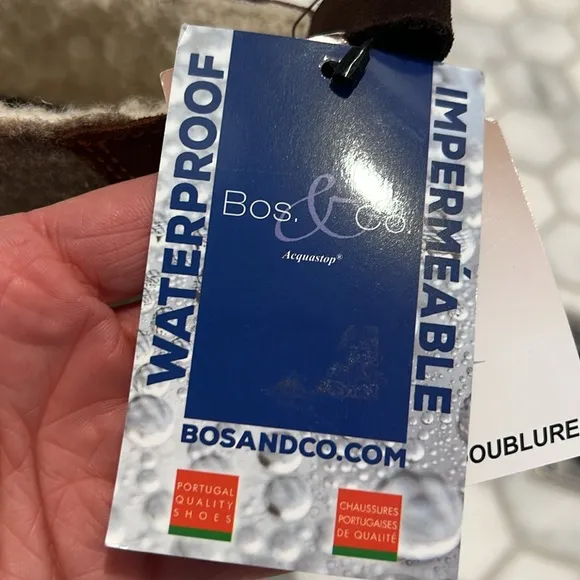 WATERPROOF
IMPERMÉABLE
Bos. & Co.
Acquastop®
BOSANDCO.COM
PORTUGAL
QUALITY
SHOES
CHAUSSURES
PORTUGAISES
DE QUALITÉ
OUBLURE